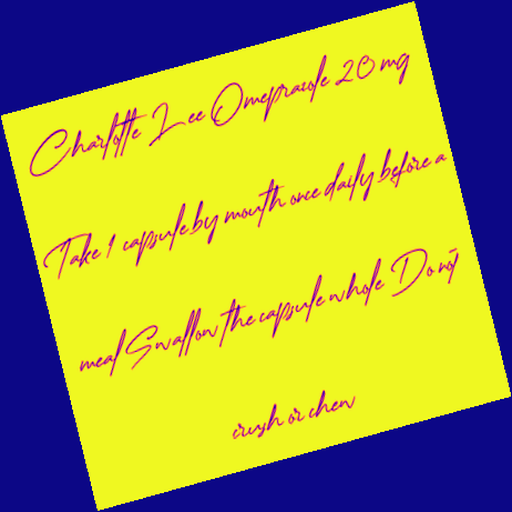 Charlotte Lee Omeprazole 20 mg
Take 1 capsule by mouth once daily before a
meal Swallow the capsule whole Do not
crush or chew